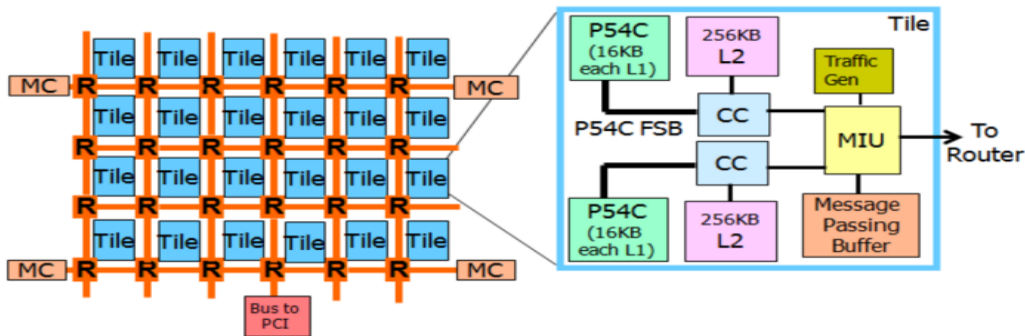 Tile Tile Tile Tile Tile Tile
MC R R R R R R MC
Tile Tile Tile Tile Tile Tile
R R R R R R
Tile Tile Tile Tile Tile Tile
R R R R R R
Tile Tile Tile Tile Tile Tile
MC R R R R R R MC
Bus to
PCI
Tile
P54C
(16KB
each L1)
256KB
L2
Traffic
Gen
CC
P54C FSB
MIU
To
Router
CC
P54C
(16KB
each L1)
256KB
L2
Message
Passing
Buffer